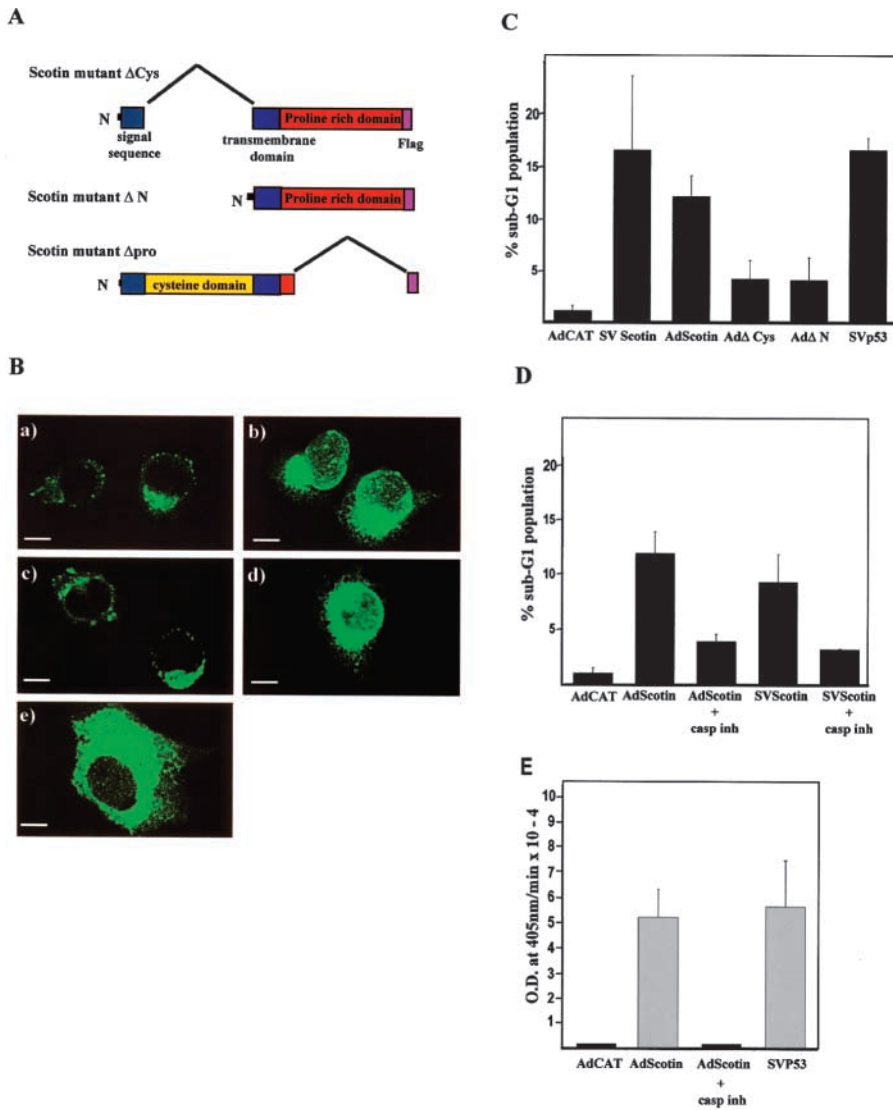 A
Scotin mutant ΔCys
N
signal
sequence
transmembrane
domain
Proline rich domain
Flag
Scotin mutant Δ N
N
Proline rich domain
Scotin mutant Δpro
N
cysteine domain
B
a)
b)
c)
d)
e)
C
% sub-G1 population
20
15
10
5
AdCAT SV Scotin AdScotin AdΔ Cys AdΔ N SVp53
D
% sub-G1 population
20
15
10
5
AdCAT AdScotin AdScotin SVScotin SVScotin
+ +
casp inh casp inh
E
O.D. at 405nm/min x 10 - 4
10
9
8
7
6
5
4
3
2
1
AdCAT AdScotin AdScotin SVP53
+
casp inh